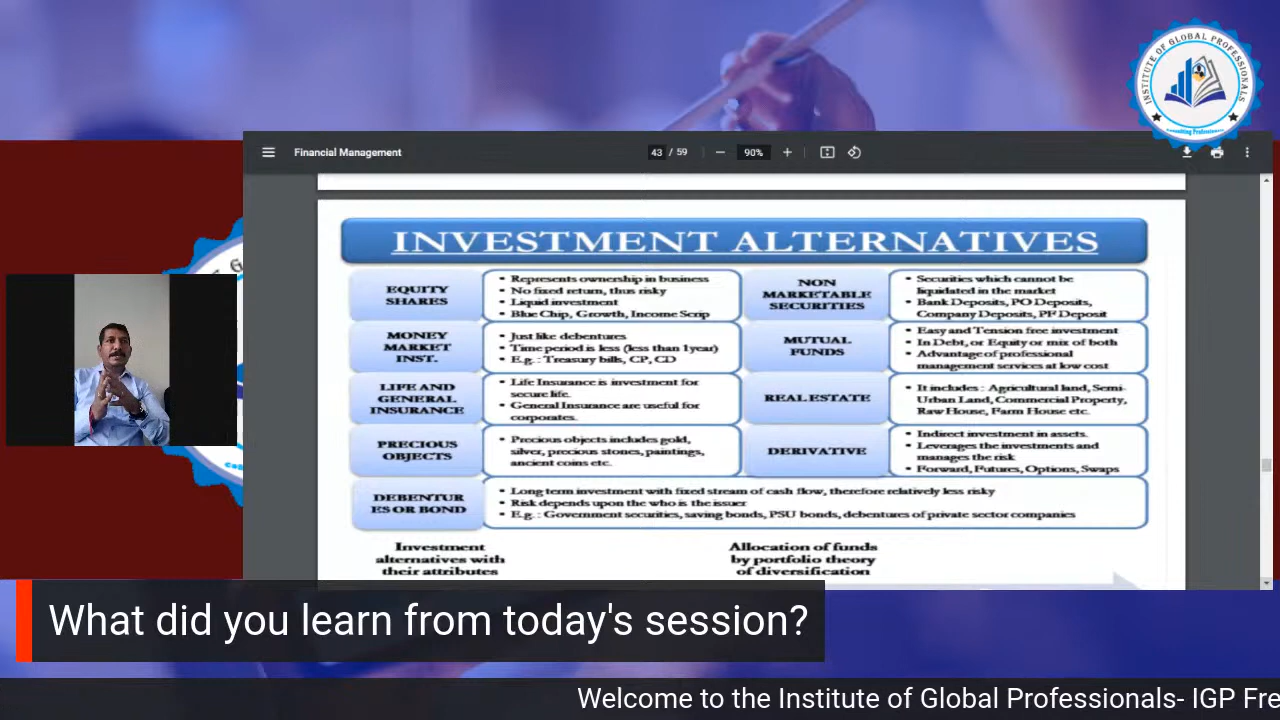 INSTITUTE OF GLOBAL PROFESSIONALS
Financial Management
43 / 59
90%
INVESTMENT ALTERNATIVES
EQUITY
SHARES
• Represents ownership in business
• No fixed return, thus risky
• Liquid investment
• Blue Chip, Growth, Income Scrip
NON
MARKETABLE
SECURITIES
• Securities which cannot be
liquidated in the market
• Bank Deposits, PO Deposits,
Company Deposits, PF Deposit
MONEY
MARKET
INST.
• Just like debentures
• Time period is less (less than 1year)
• E.g. : Treasury bills, CP, CD
MUTUAL
FUNDS
• Easy and Tension free investment
• In Debt, or Equity or mix of both
• Advantage of professional
management services at low cost
LIFE AND
GENERAL
INSURANCE
• Life Insurance is investment for
secure life.
• General Insurance are useful for
corporates.
REAL ESTATE
• It includes : Agricultural land, Semi-
Urban Land, Commercial Property,
Raw House, Farm House etc.
PRECIOUS
OBJECTS
• Precious objects includes gold,
silver, precious stones, paintings,
ancient coins etc.
DERIVATIVE
• Indirect investment in assets.
• Leverages the investments and
manages the risk
• Forward, Futures, Options, Swaps
DEBENTUR
ES OR BOND
• Long term investment with fixed stream of cash flow, therefore relatively less risky
• Risk depends upon the who is the issuer
• E.g. : Government securities, saving bonds, PSU bonds, debentures of private sector companies
Investment
alternatives with
their attributes
Allocation of funds
by portfolio theory
of diversification
What did you learn from today's session?
Welcome to the Institute of Global Professionals- IGP Fre